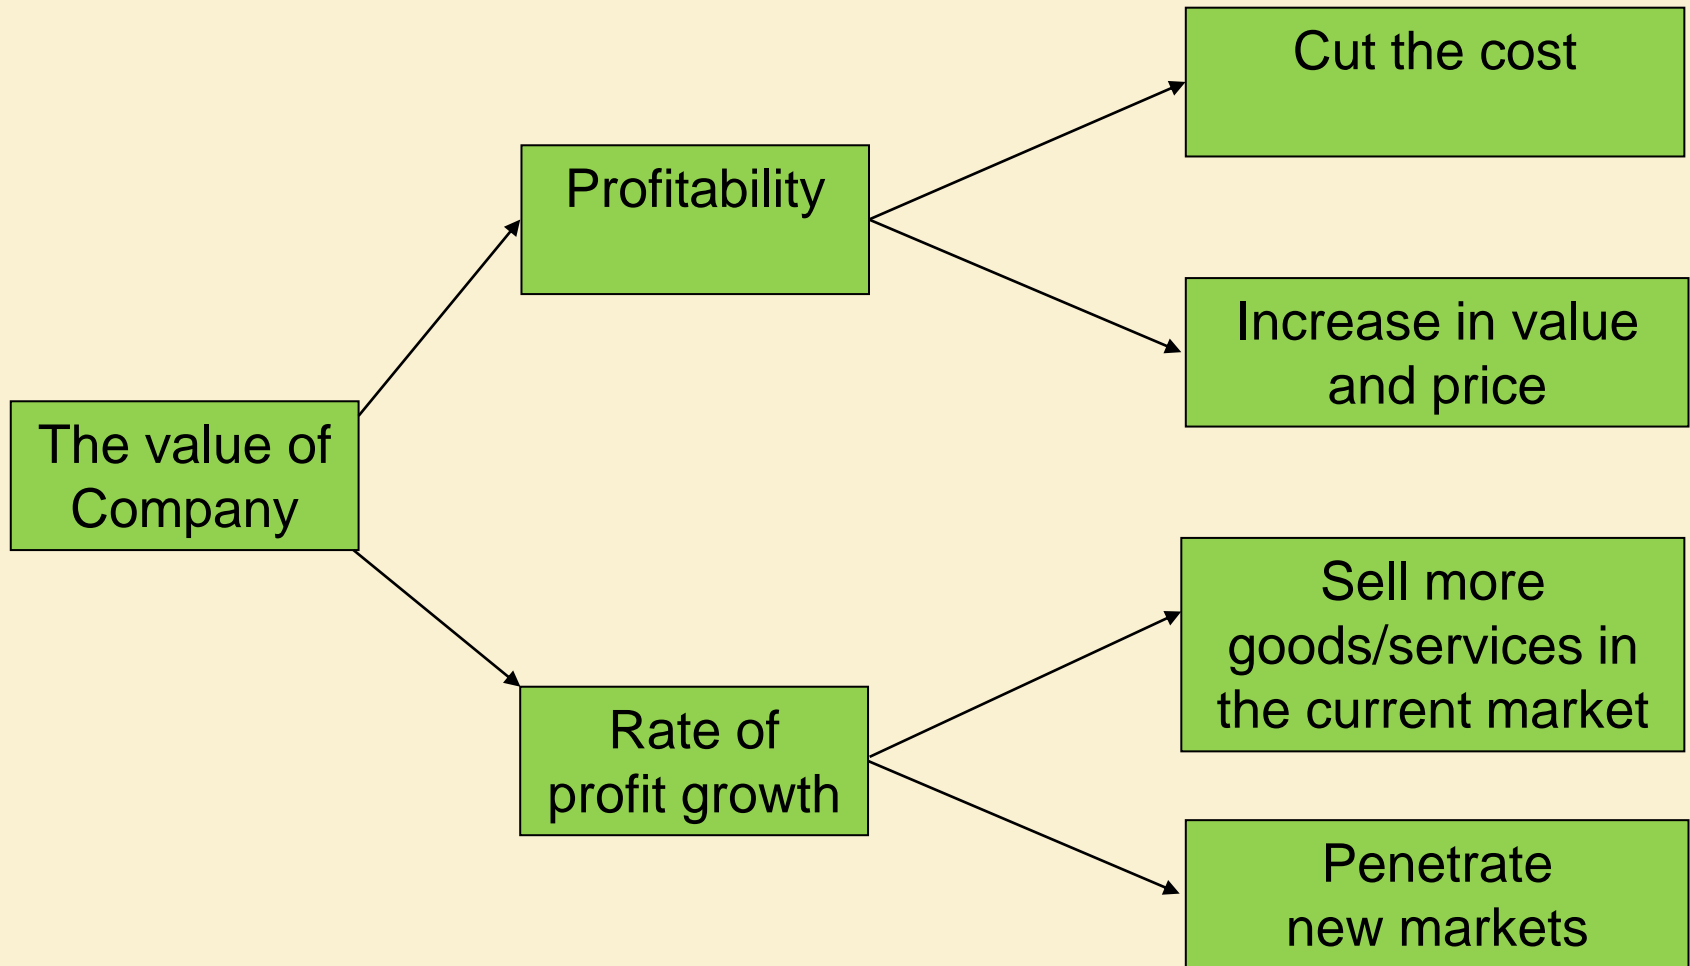 Cut the cost
Profitability
Increase in value
and price
The value of
Company
Sell more
goods/services in
the current market
Rate of
profit growth
Penetrate
new markets